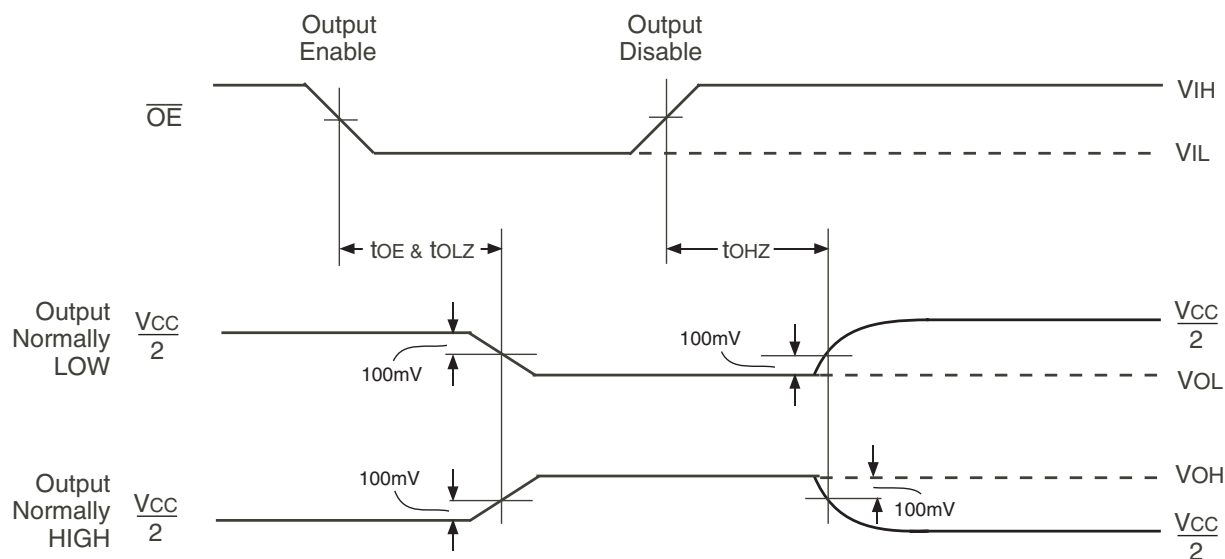 Output
Enable
Output
Disable
OE
VIH
VIL
tOE & tOLZ
tOHZ
Output
Normally
LOW
VCC
2
100mV
100mV
VCC
2
VOL
Output
Normally
HIGH
VCC
2
100mV
100mV
VOH
VCC
2